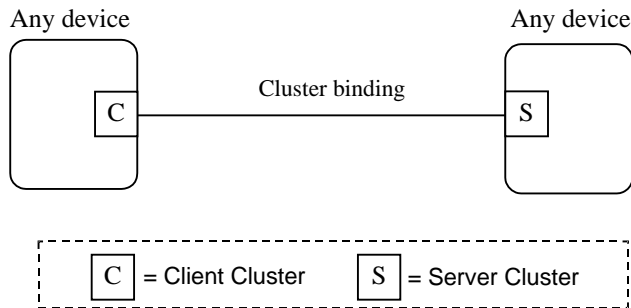 Any device
Any device
Cluster binding
C
S
C = Client Cluster
S = Server Cluster